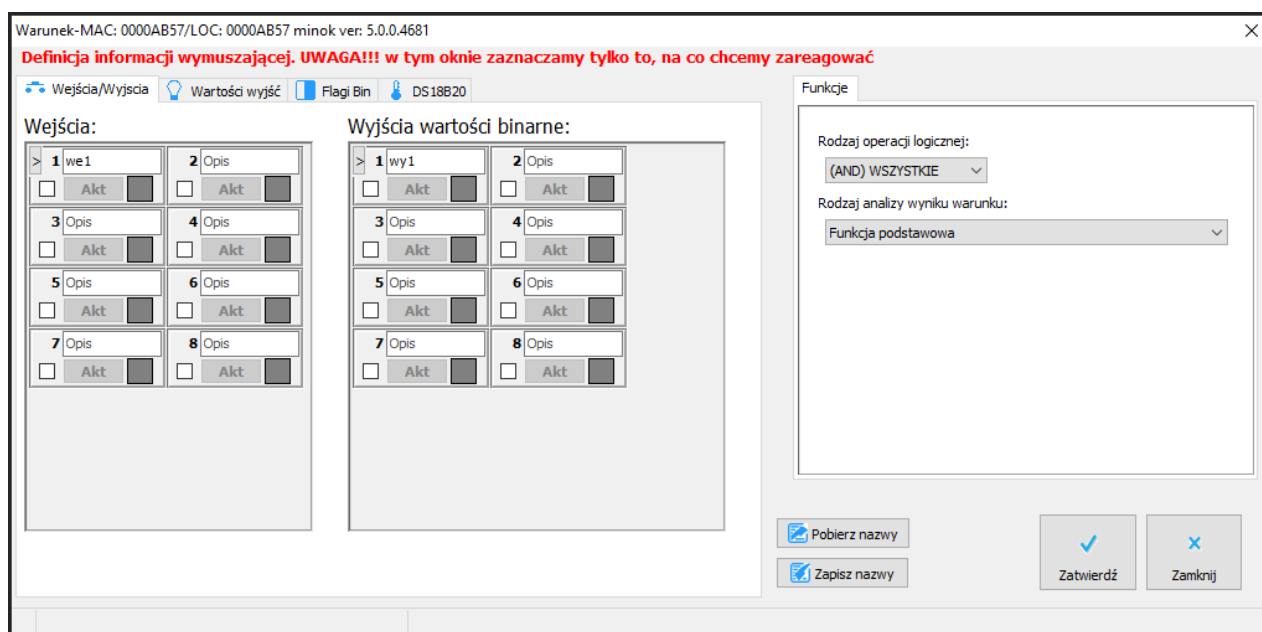 Warunek-MAC: 0000AB57/LOC: 0000AB57 minok ver: 5.0.0.4681
Definicja informacji wymuszającej. UWAGA!!! w tym oknie zaznaczamy tylko to, na co chcemy zareagować
Wejścia/Wyjscia Wartości wyjść Flagi Bin DS18B20
Wejścia:
> 1 we1 2 Opis
Akt Akt
3 Opis 4 Opis
Akt Akt
5 Opis 6 Opis
Akt Akt
7 Opis 8 Opis
Akt Akt
Wyjścia wartości binarne:
> 1 wy1 2 Opis
Akt Akt
3 Opis 4 Opis
Akt Akt
5 Opis 6 Opis
Akt Akt
7 Opis 8 Opis
Akt Akt
Funkcje
Rodzaj operacji logicznej:
(AND) WSZYSTKIE
Rodzaj analizy wyniku warunku:
Funkcja podstawowa
Pobierz nazwy
Zapisz nazwy
Zatwierdź
Zamknij